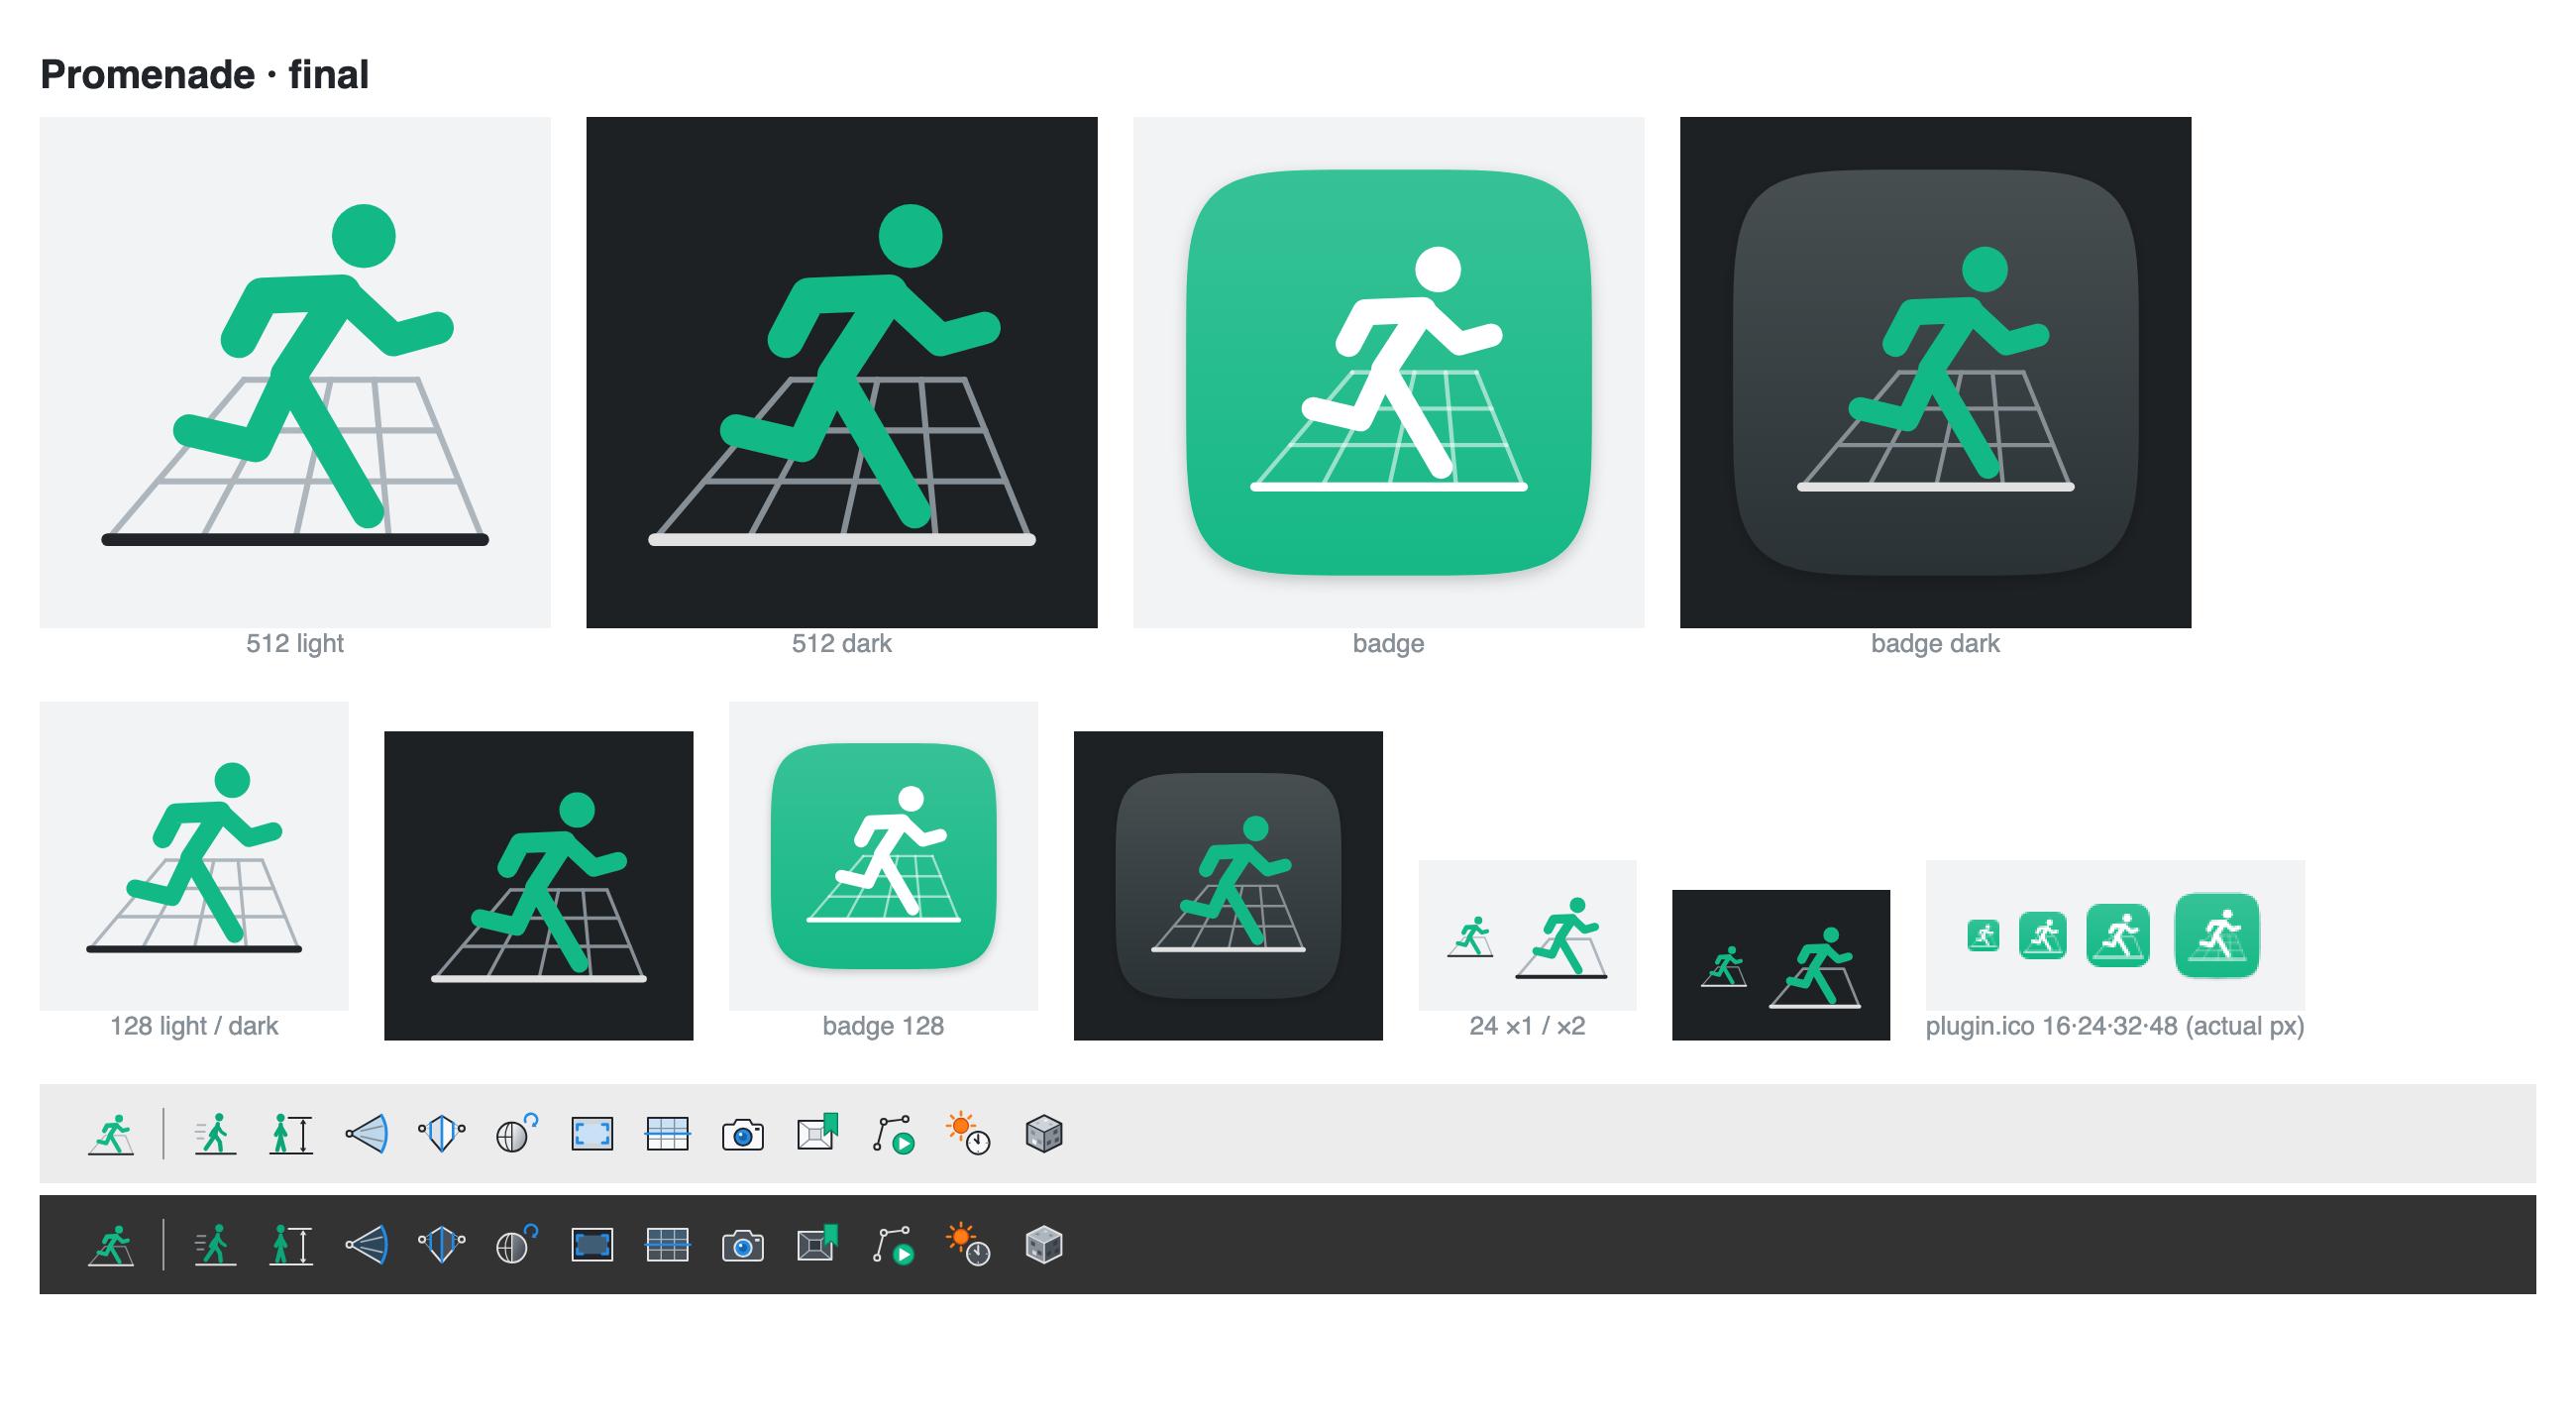 Promenade · final
512 light
512 dark
badge
badge dark
128 light / dark
badge 128
24 ×1 / ×2
plugin.ico 16·24·32·48 (actual px)